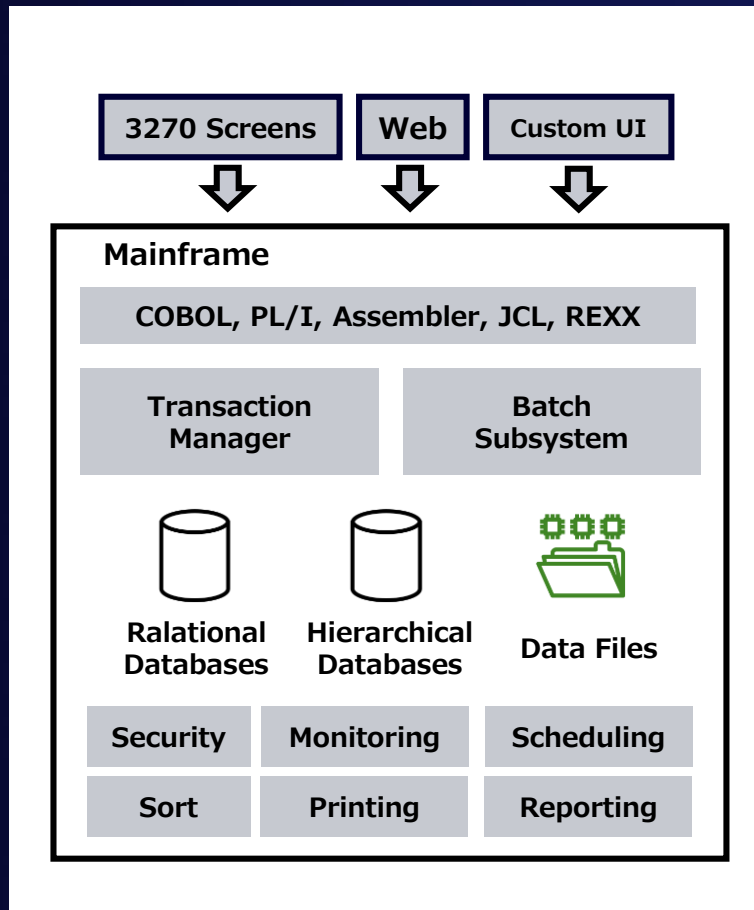 3270 Screens
Web
Custom UI
Mainframe
COBOL, PL/I, Assembler, JCL, REXX
Transaction
Manager
Batch
Subsystem
Ralational
Databases
Hierarchical
Databases
Data Files
Security
Monitoring
Scheduling
Sort
Printing
Reporting